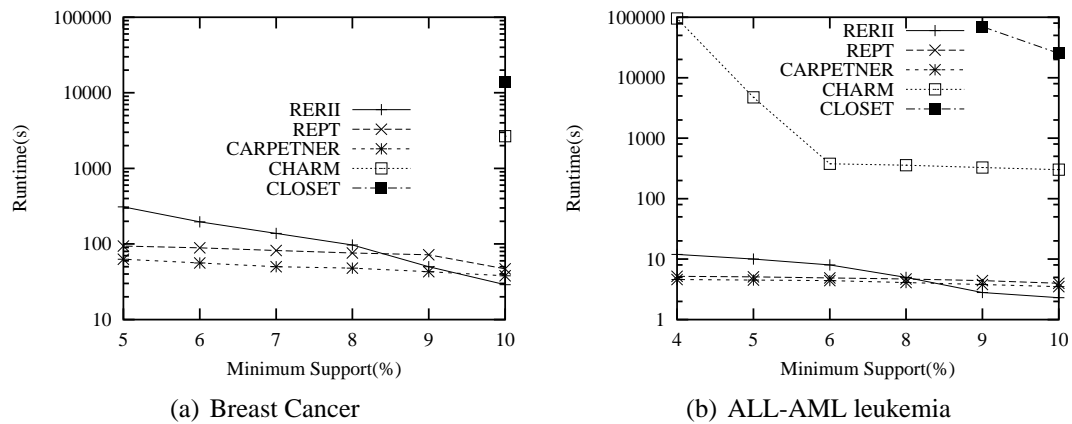 100000
10000
1000
100
10
Runtime(s)
RERII
REPT
CARPETNER
CHARM
CLOSET
5 6 7 8 9 10
Minimum Support(%)
(a) Breast Cancer
100000
10000
1000
100
10
1
Runtime(s)
RERII
REPT
CARPETNER
CHARM
CLOSET
4 5 6 8 9 10
Minimum Support(%)
(b) ALL-AML leukemia